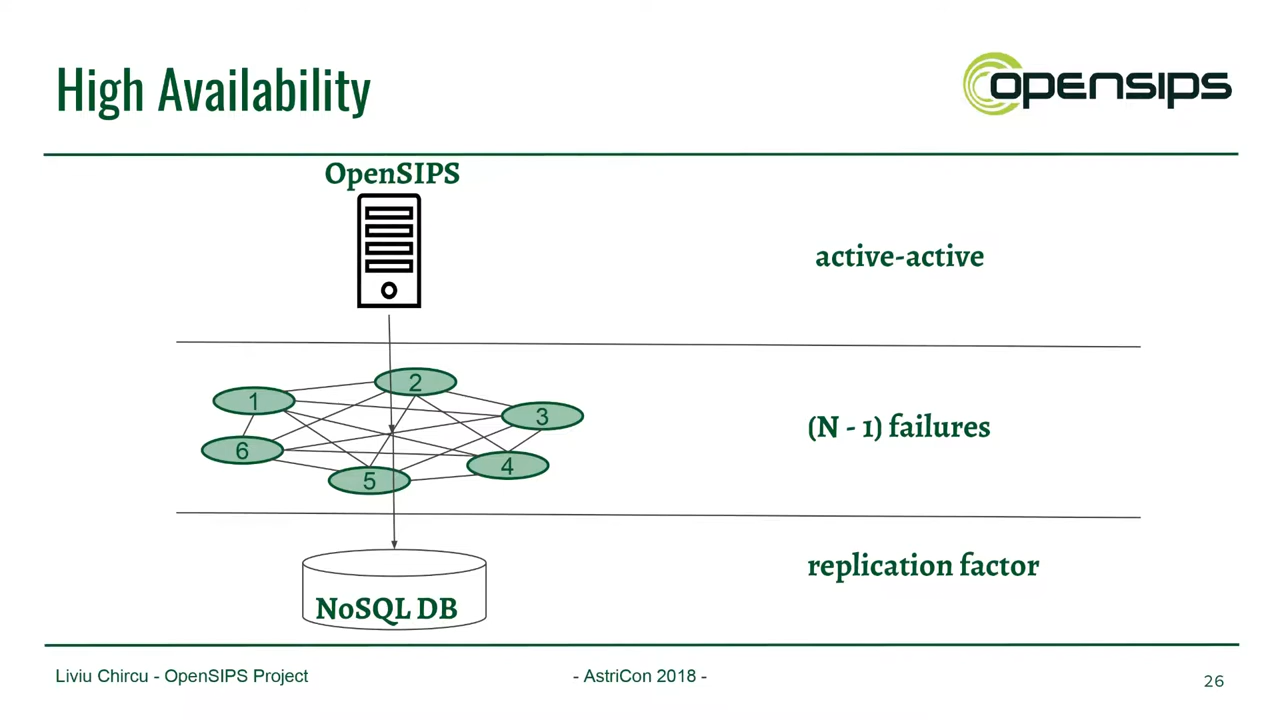 High Availability
opensips
OpenSIPS
active-active
1
2
3
(N - 1) failures
6
5
4
replication factor
NoSQL DB
Liviu Chircu - OpenSIPS Project
- AstriCon 2018 -
26